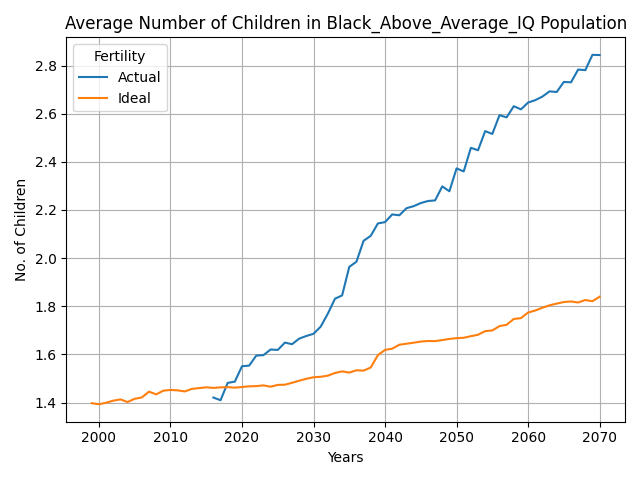 Average Number of Children in Black_Above_Average_IQ Population
Fertility
Actual
Ideal
No. of Children
2.8
2.6
2.4
2.2
2.0
1.8
1.6
1.4
2000 2010 2020 2030 2040 2050 2060 2070
Years